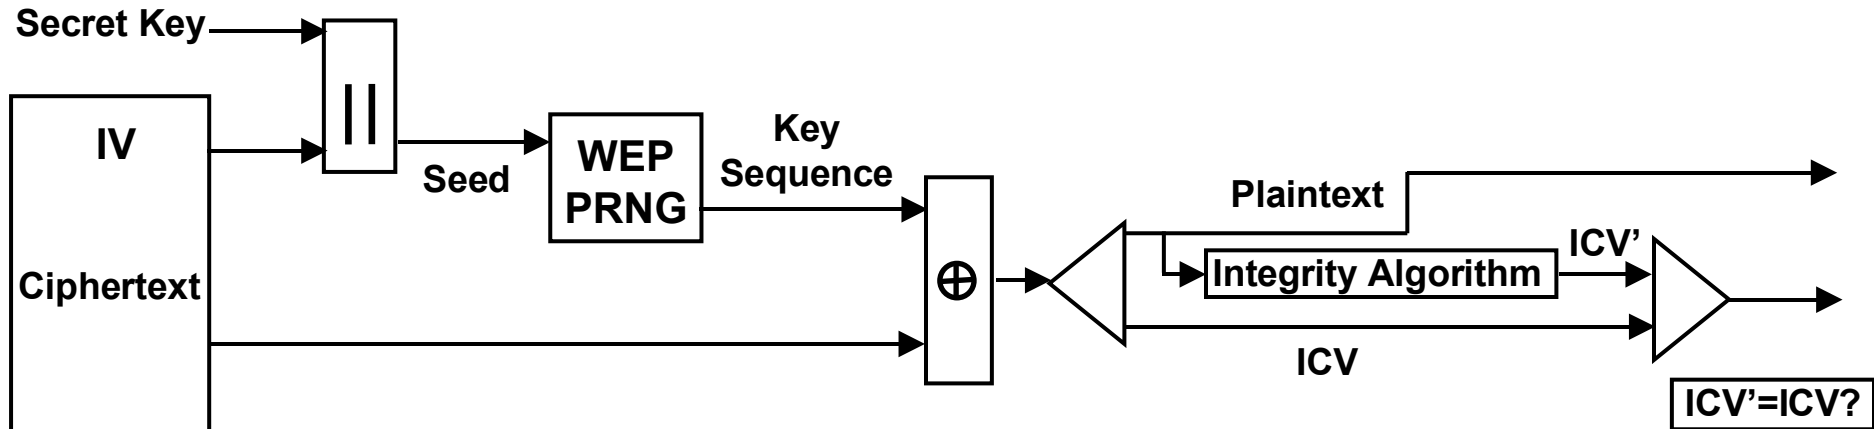 Secret Key
IV
||
Seed
WEP
PRNG
Key
Sequence
Ciphertext
⊕
Plaintext
Integrity Algorithm
ICV’
ICV
ICV’=ICV?